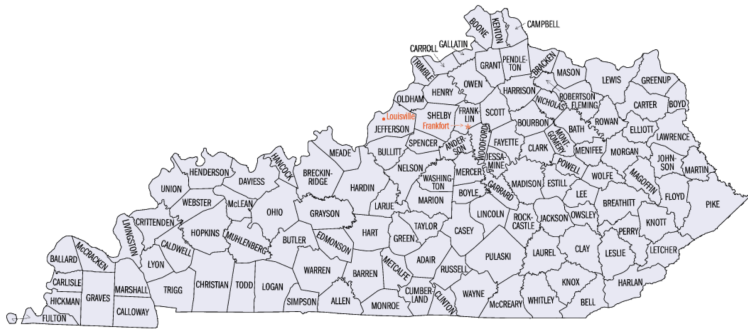 BOONE
KENTON
CAMPBELL
GALLATIN
CARROLL
TRIMBLE
GRANT
PENDLE-
TON
BRACKEN
MASON
LEWIS
GREENUP
OWEN
HENRY
OLDHAM
HARRISON
ROBERTSON
FLEMING
NICHOLAS
CARTER
BOYD
SHELBY
FRANK-
LIN
SCOTT
Louisville
JEFFERSON
Frankfort
BOURBON
BATH
ROWAN
ELLIOTT
LAWRENCE
SPENCER
ANDER-
SON
WOODFORD
FAYETTE
CLARK
MONT-
GOMERY
MENIFEE
MORGAN
BULLITT
MEADE
HANCOCK
BRECKIN-
RIDGE
NELSON
MERCER
JESSA-
MINE
POWELL
WOLFE
JOHN-
SON
MARTIN
MAGOFFIN
HENDERSON
DAVIESS
UNION
HARDIN
WASHING
TON
BOYLE
GARRARD
MADISON
ESTILL
LEE
BREATHITT
FLOYD
PIKE
WEBSTER
McLEAN
OHIO
GRAYSON
LARUE
MARION
LINCOLN
ROCK-
CASTLE
JACKSON
OWSLEY
PERRY
KNOTT
CRITTENDEN
LIVINGSTON
HOPKINS
MUHLENBERG
BUTLER
EDMONSON
HART
TAYLOR
GREEN
CASEY
CALDWELL
LYON
WARREN
BARREN
METCALFE
ADAIR
RUSSELL
PULASKI
LAUREL
CLAY
LESLIE
LETCHER
BALLARD
McCRACKEN
CARLISLE
HICKMAN
FULTON
GRAVES
MARSHALL
CALLOWAY
TRIGG
CHRISTIAN
TODD
LOGAN
SIMPSON
ALLEN
MONROE
CUMBER-
LAND
CLINTON
WAYNE
McCREARY
WHITLEY
KNOX
BELL
HARLAN